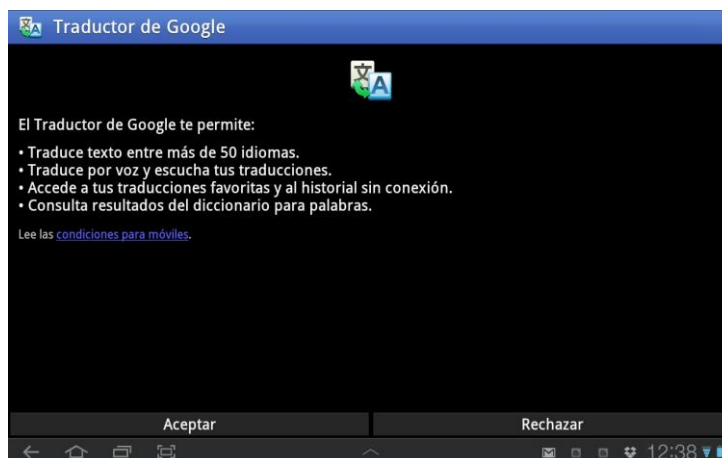 Traductor de Google
文A
El Traductor de Google te permite:
• Traduce texto entre más de 50 idiomas.
• Traduce por voz y escucha tus traducciones.
• Accede a tus traducciones favoritas y al historial sin conexión.
• Consulta resultados del diccionario para palabras.
Lee las condiciones para móviles.
Aceptar Rechazar
12:38